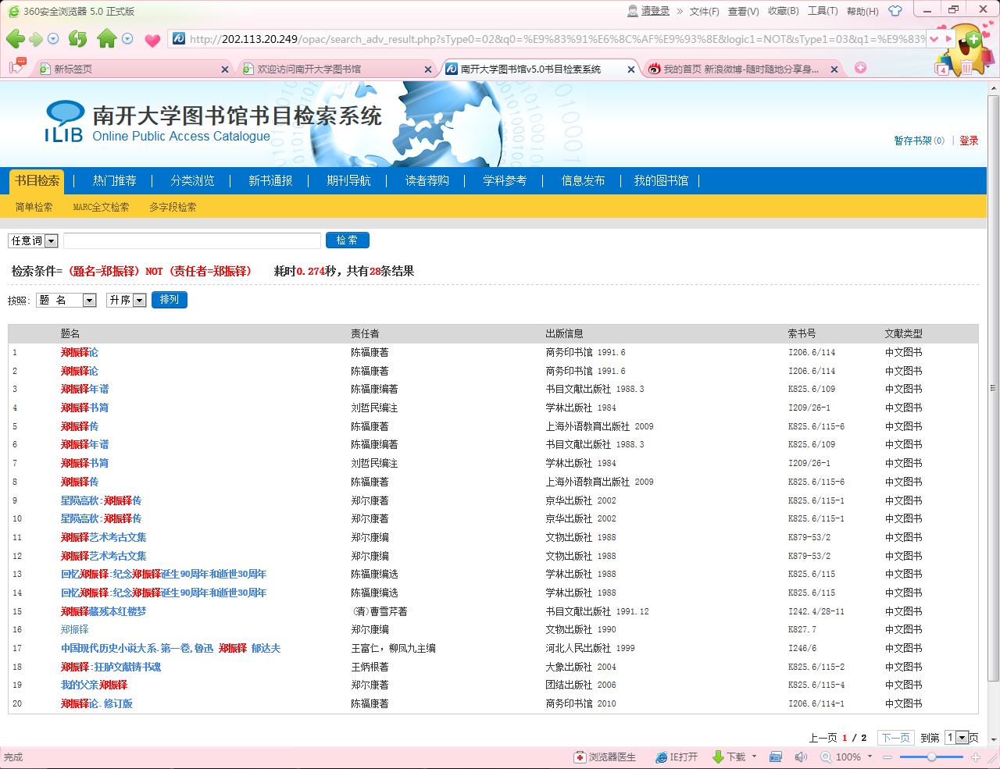 360安全浏览器 5.0 正式版
请登录 » 文件(F) 查看(V) 收藏(B) 工具(T) 帮助(H)
http://202.113.20.249/opac/search_adv_result.php?sType0=02&q0=%E9%83%91%E6%8C%AF%E9%93%8E&logic1=NOT&sType1=03&q1=%E9%83%
新标签页 欢迎访问南开大学图书馆 南开大学图书馆v5.0书目检索系统 我的首页 新浪微博-随时随地分享身... 4
ILIB 南开大学图书馆书目检索系统
Online Public Access Catalogue
暂存书架(0) | 登录
书目检索 | 热门推荐 | 分类浏览 | 新书通报 | 期刊导航 | 读者荐购 | 学科参考 | 信息发布 | 我的图书馆 |
简单检索 MARC全文检索 多字段检索
任意词 检 索
检索条件= (题名=郑振铎) NOT (责任者=郑振铎) 耗时0.274秒，共有28条结果
按照： 题 名 升序 排列
题名 责任者 出版信息 索书号 文献类型
1 郑振铎论 陈福康著 商务印书馆 1991.6 I206.6/114 中文图书
2 郑振铎论 陈福康著 商务印书馆 1991.6 I206.6/114 中文图书
3 郑振铎年谱 陈福康编著 书目文献出版社 1988.3 K825.6/109 中文图书
4 郑振铎书简 刘哲民编注 学林出版社 1984 I209/26-1 中文图书
5 郑振铎传 陈福康著 上海外语教育出版社 2009 K825.6/115-6 中文图书
6 郑振铎年谱 陈福康编著 书目文献出版社 1988.3 K825.6/109 中文图书
7 郑振铎书简 刘哲民编注 学林出版社 1984 I209/26-1 中文图书
8 郑振铎传 陈福康著 上海外语教育出版社 2009 K825.6/115-6 中文图书
9 星陨高秋:郑振铎传 郑尔康著 京华出版社 2002 K825.6/115-1 中文图书
10 星陨高秋:郑振铎传 郑尔康著 京华出版社 2002 K825.6/115-1 中文图书
11 郑振铎艺术考古文集 郑尔康编 文物出版社 1988 K879-53/2 中文图书
12 郑振铎艺术考古文集 郑尔康编 文物出版社 1988 K879-53/2 中文图书
13 回忆郑振铎:纪念郑振铎诞生90周年和逝世30周年 陈福康编选 学林出版社 1988 K825.6/115 中文图书
14 回忆郑振铎:纪念郑振铎诞生90周年和逝世30周年 陈福康编选 学林出版社 1988 K825.6/115 中文图书
15 郑振铎藏残本红楼梦 (清)曹雪芹著 书目文献出版社 1991.12 I242.4/28-11 中文图书
16 郑振铎 郑尔康编 文物出版社 1990 K827.7 中文图书
17 中国现代历史小说大系.第一卷,鲁迅 郑振铎 郁达夫 王富仁，柳凤九主编 河北人民出版社 1999 I246/6 中文图书
18 郑振铎:狂胪文献铸书魂 王炳根著 大象出版社 2004 K825.6/115-2 中文图书
19 我的父亲郑振铎 郑尔康著 团结出版社 2006 K825.6/115-4 中文图书
20 郑振铎论.修订版 陈福康著 商务印书馆 2010 I206.6/114-1 中文图书
上一页 1 / 2 下一页 到第 1 页
完成 浏览器医生 IE打开 下载 100%